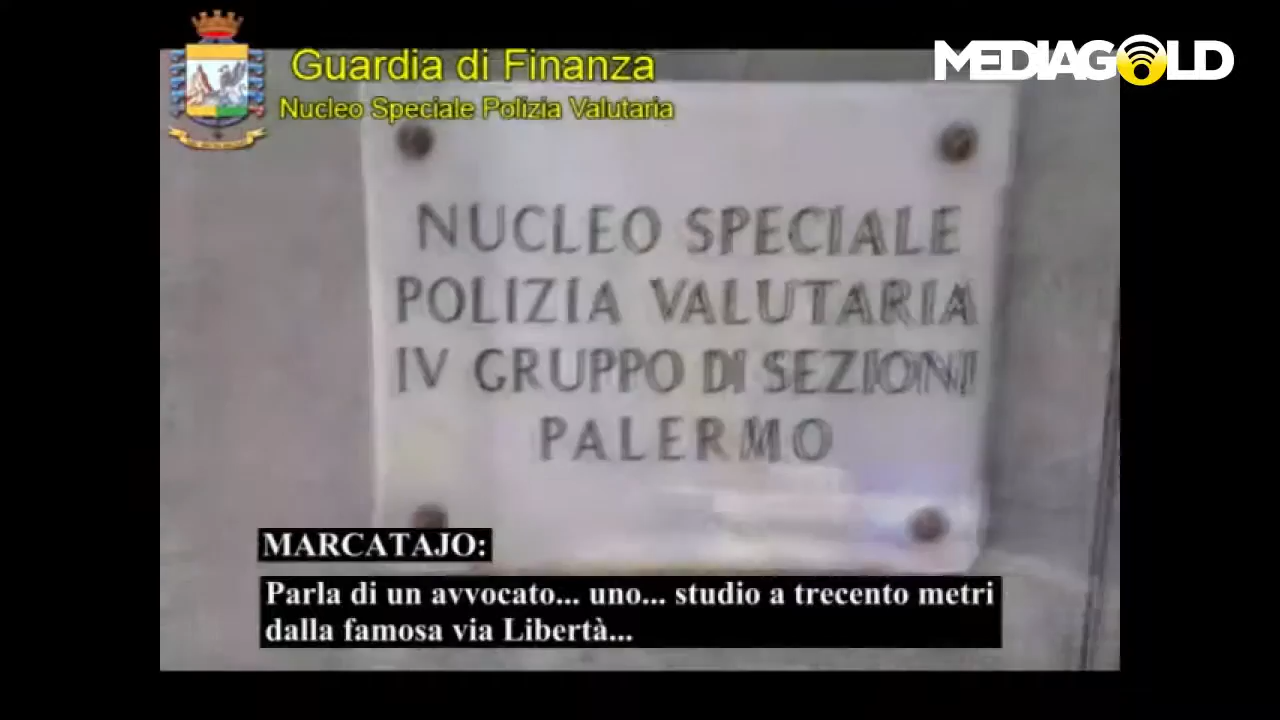 Guardia di Finanza
MEDIAGOLD
Nucleo Speciale Polizia Valutaria
NUCLEO SPECIALE
POLIZIA VALUTARIA
IV GRUPPO DI SEZIONI
PALERMO
MARCATAJO:
Parla di un avvocato... uno... studio a trecento metri
dalla famosa via Libertà...